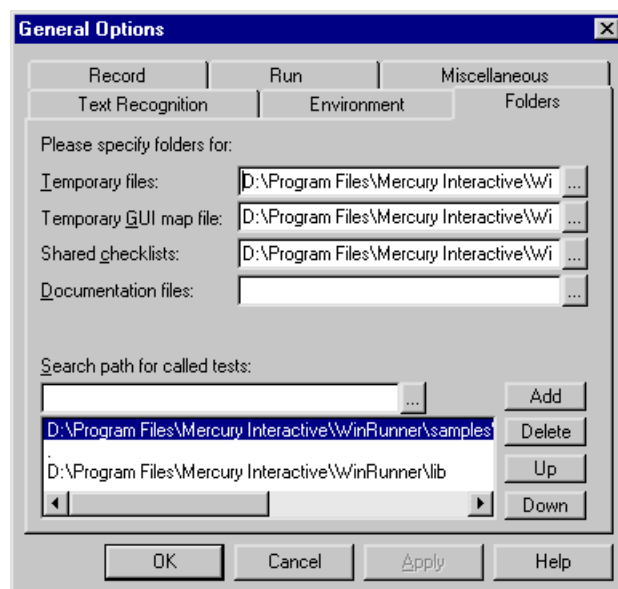 General Options
Record Run Miscellaneous
Text Recognition Environment Folders
Please specify folders for:
Temporary files: D:\Program Files\Mercury Interactive\Wi ...
Temporary GUI map file: D:\Program Files\Mercury Interactive\Wi ...
Shared checklists: D:\Program Files\Mercury Interactive\Wi ...
Documentation files: ...
Search path for called tests:
... Add
D:\Program Files\Mercury Interactive\WinRunner\samples\ Delete
.
D:\Program Files\Mercury Interactive\WinRunner\lib Up
Down
OK Cancel Apply Help